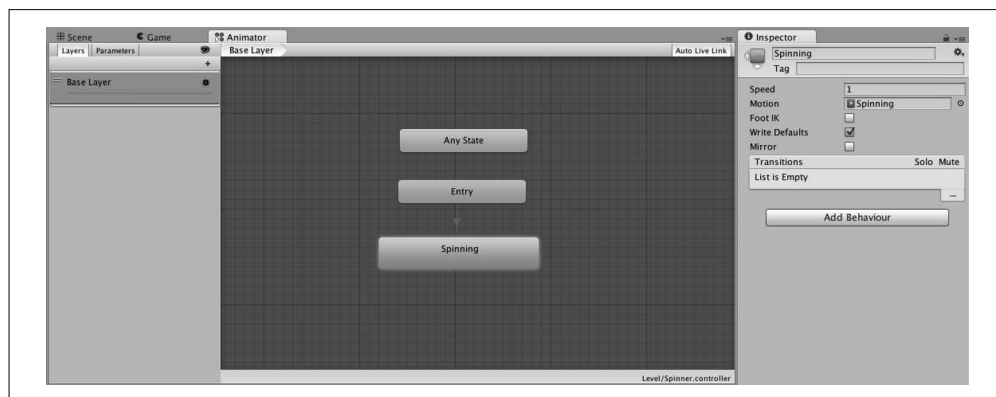 Scene
Game
Animator
Layers
Parameters
Base Layer
Auto Live Link
+
Base Layer
Any State
Entry
Spinning
Level/Spinner.controller
Inspector
Spinning
Tag
Speed
1
Motion
Spinning
Foot IK
Write Defaults
Mirror
Transitions
Solo Mute
List is Empty
Add Behaviour